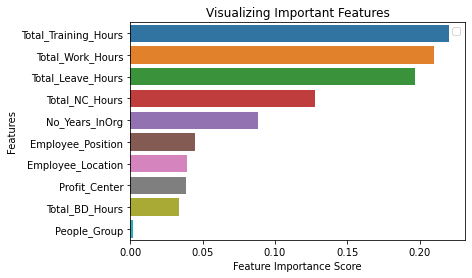 Visualizing Important Features
Total_Training_Hours
Total_Work_Hours
Total_Leave_Hours
Total_NC_Hours
No_Years_InOrg
Employee_Position
Employee_Location
Profit_Center
Total_BD_Hours
People_Group
Features
0.00 0.05 0.10 0.15 0.20
Feature Importance Score